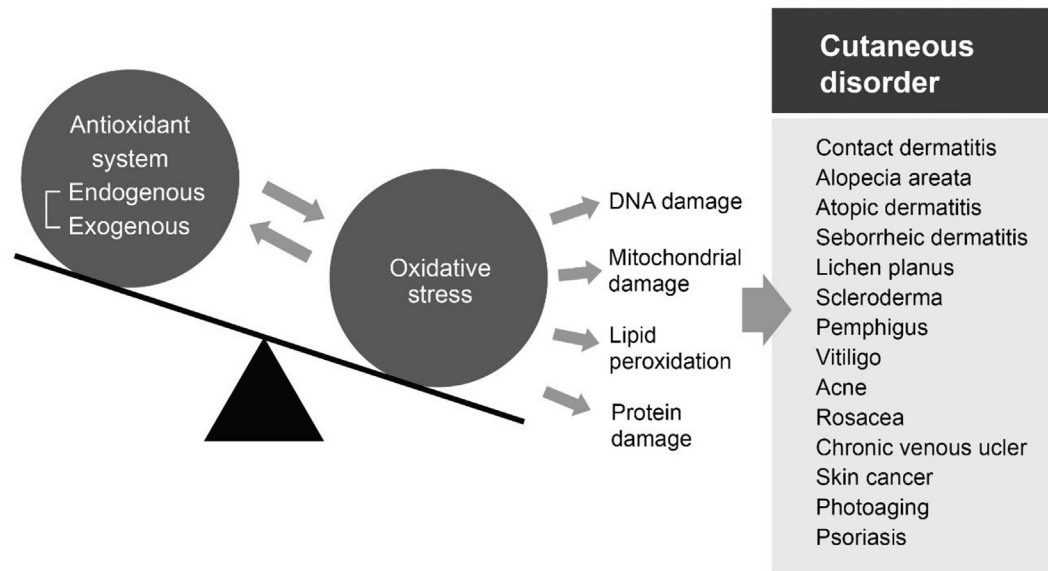 Antioxidant
system
Endogenous
Exogenous
Oxidative
stress
DNA damage
Mitochondrial
damage
Lipid
peroxidation
Protein
damage
Cutaneous
disorder
Contact dermatitis
Alopecia areata
Atopic dermatitis
Seborrheic dermatitis
Lichen planus
Scleroderma
Pemphigus
Vitiligo
Acne
Rosacea
Chronic venous ucler
Skin cancer
Photoaging
Psoriasis